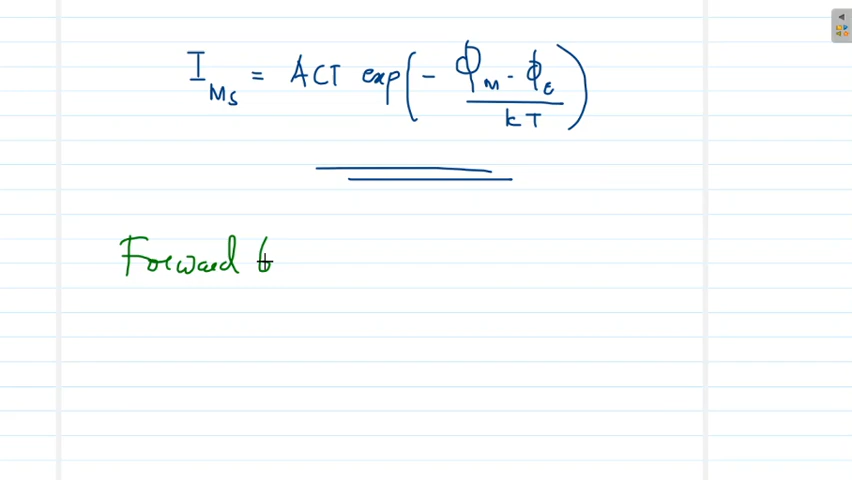 I_MS = ACT exp(- (Φ_M - Φ_e)/kT)
Forward b